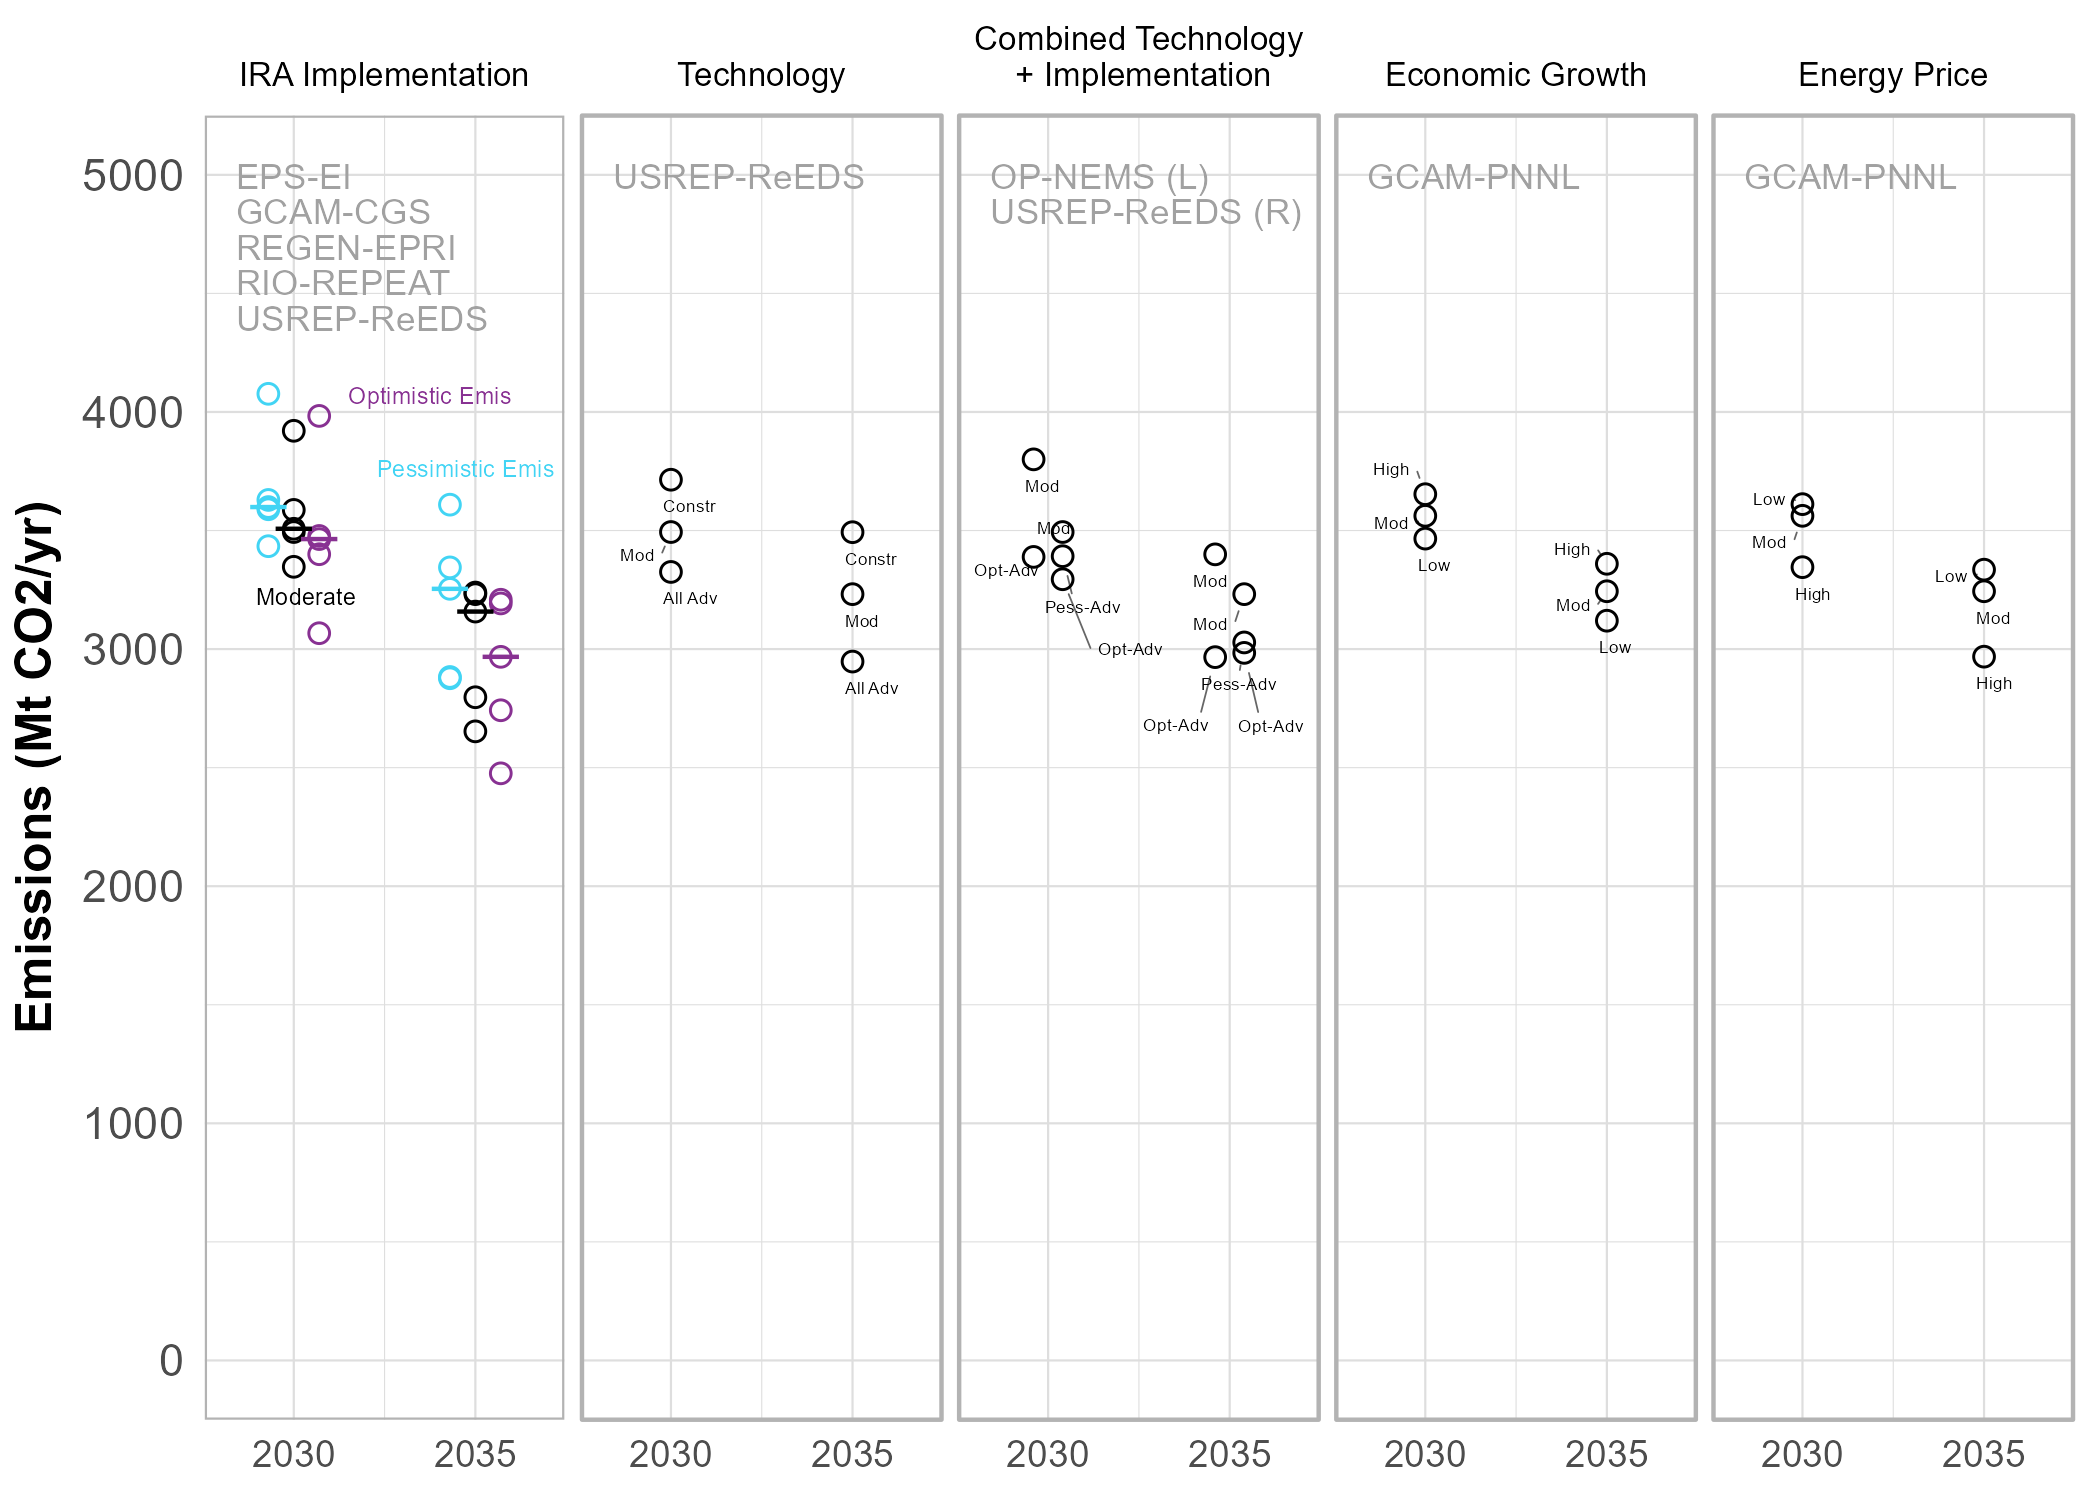 IRA Implementation
Technology
Combined Technology
+ Implementation
Economic Growth
Energy Price
Emissions (Mt CO2/yr)
5000
4000
3000
2000
1000
0
EPS-EI
GCAM-CGS
REGEN-EPRI
RIO-REPEAT
USREP-ReEDS
Optimistic Emis
Pessimistic Emis
Moderate
2030
2035
USREP-ReEDS
Constr
Mod
All Adv
Constr
Mod
All Adv
2030
2035
OP-NEMS (L)
USREP-ReEDS (R)
Mod
Mod
Opt-Adv
Pess-Adv
Opt-Adv
Mod
Mod
Pess-Adv
Opt-Adv
Opt-Adv
2030
2035
GCAM-PNNL
High
Mod
Low
High
Mod
Low
2030
2035
GCAM-PNNL
Low
Mod
High
Low
Mod
High
2030
2035